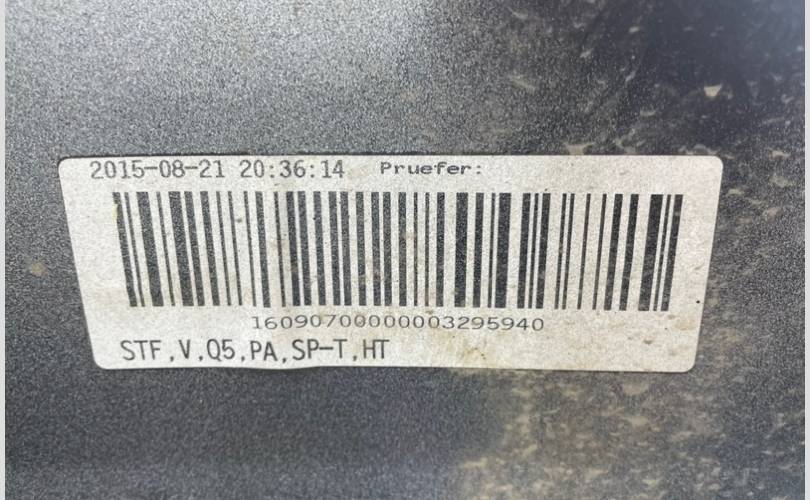 2015-08-21 20:36:14 Pruefer:
16090700000003295940
STF,V,Q5,PA,SP-T,HT